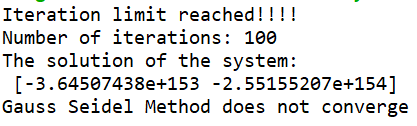 Iteration limit reached!!!!
Number of iterations: 100
The solution of the system:
[-3.64507438e+153 -2.55155207e+154]
Gauss Seidel Method does not converge